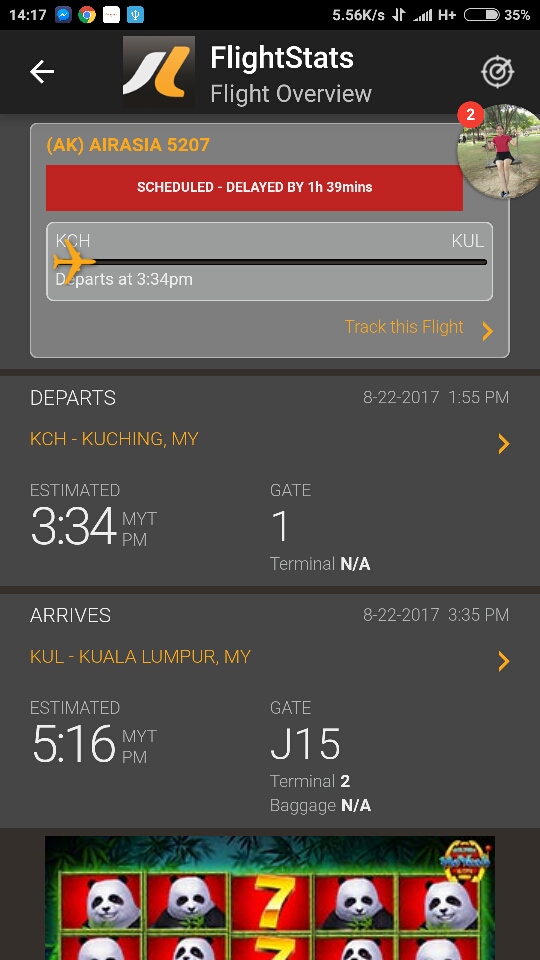 14:17
5.56K/s
H+
35%
FlightStats
Flight Overview
2
(AK) AIRASIA 5207
SCHEDULED - DELAYED BY 1h 39mins
KCH KUL
Departs at 3:34pm
Track this Flight
DEPARTS 8-22-2017 1:55 PM
KCH - KUCHING, MY
ESTIMATED GATE
3:34 MYT PM 1
Terminal N/A
ARRIVES 8-22-2017 3:35 PM
KUL - KUALA LUMPUR, MY
ESTIMATED GATE
5:16 MYT PM J15
Terminal 2
Baggage N/A
7
7